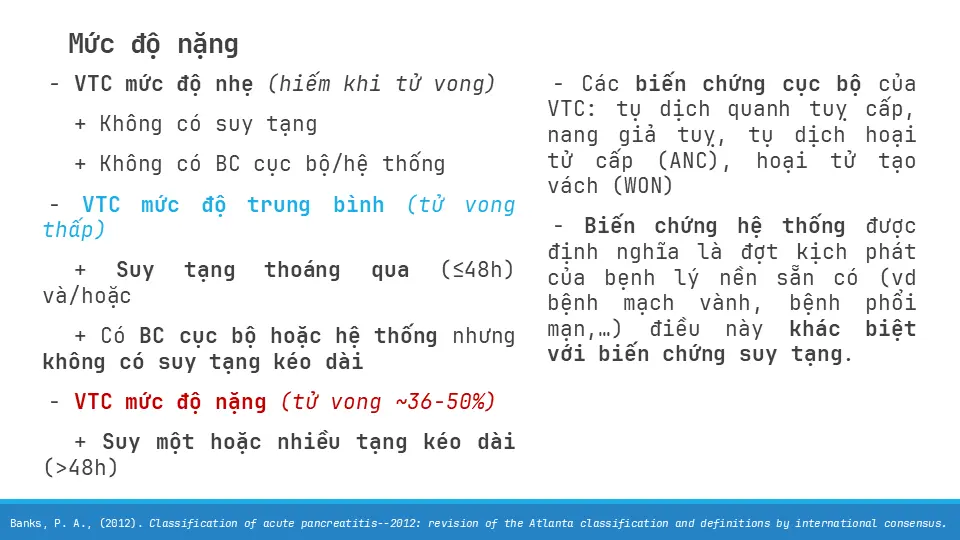 Mức độ nặng
- VTC mức độ nhẹ (hiếm khi tử vong)
+ Không có suy tạng
+ Không có BC cục bộ/hệ thống
- VTC mức độ trung bình (tử vong
thấp)
+ Suy tạng thoáng qua (≤48h)
và/hoặc
+ Có BC cục bộ hoặc hệ thống nhưng
không có suy tạng kéo dài
- VTC mức độ nặng (tử vong ~36-50%)
+ Suy một hoặc nhiều tạng kéo dài
(>48h)
- Các biến chứng cục bộ của
VTC: tụ dịch quanh tuỵ cấp,
nang giả tuỵ, tụ dịch hoại
tử cấp (ANC), hoại tử tạo
vách (WON)
- Biến chứng hệ thống được
định nghĩa là đợt kịch phát
của bẹnh lý nền sẵn có (vd
bệnh mạch vành, bệnh phổi
mạn,…) điều này khác biệt
với biến chứng suy tạng.
Banks, P. A., (2012). Classification of acute pancreatitis--2012: revision of the Atlanta classification and definitions by international consensus.